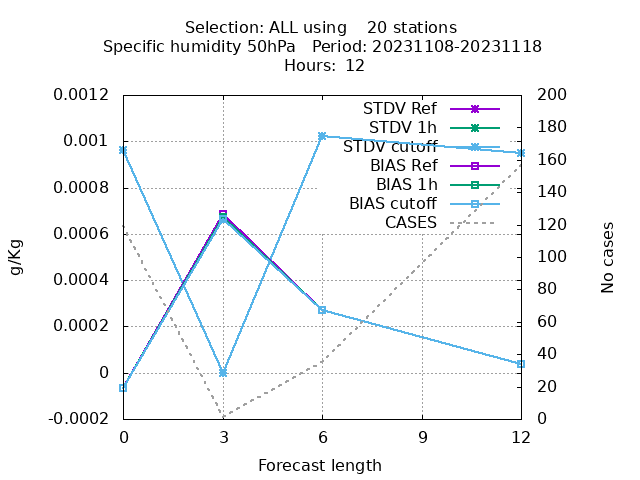 Selection: ALL using    20 stations
Specific humidity 50hPa   Period: 20231108-20231118
Hours: 12
0.0012
0.001
0.0008
0.0006
0.0004
0.0002
0
-0.0002
g/Kg
STDV Ref
STDV 1h
STDV cutoff
BIAS Ref
BIAS 1h
BIAS cutoff
CASES
200
180
160
140
120
100
80
60
40
20
0
No cases
0 3 6 9 12
Forecast length